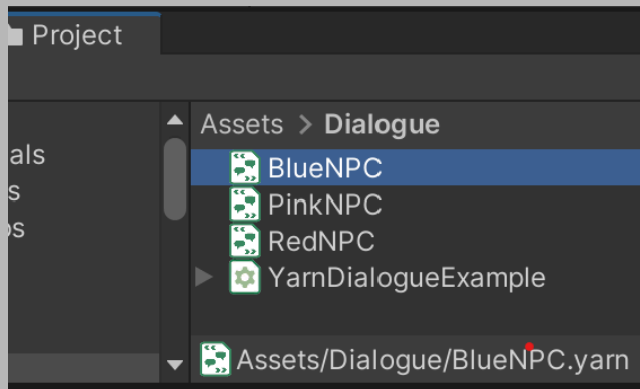 Project
Assets > Dialogue
als
s
os
BlueNPC
PinkNPC
RedNPC
YarnDialogueExample
Assets/Dialogue/BlueNPC.yarn